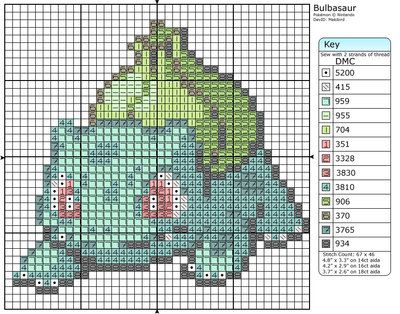 Bulbasaur
Pokémon © Nintendo
Key
Sew with 2 strands of thread
DMC
5200
415
959
955
704
351
3328
3830
3810
906
370
3765
934
Stitch Count: 67 x 46
4.8" x 3.3" on 14ct aida
4.2" x 2.9" on 16ct aida
3.7" x 2.6" on 18ct aida